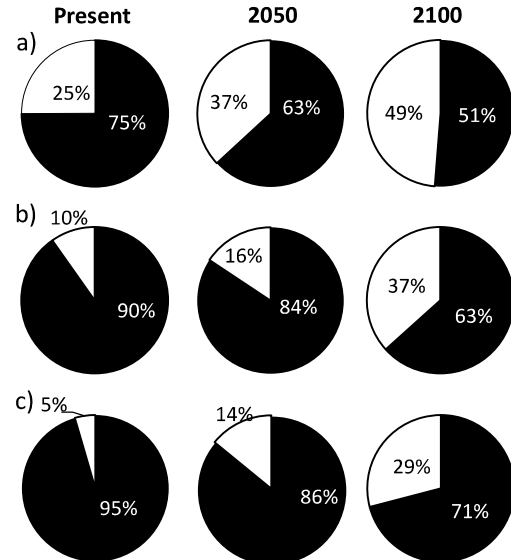 Present 2050 2100
a)
25% 75% 37% 63% 49% 51%
b)
10%
90% 16% 84% 37% 63%
c)
5% 95% 14% 86% 29% 71%